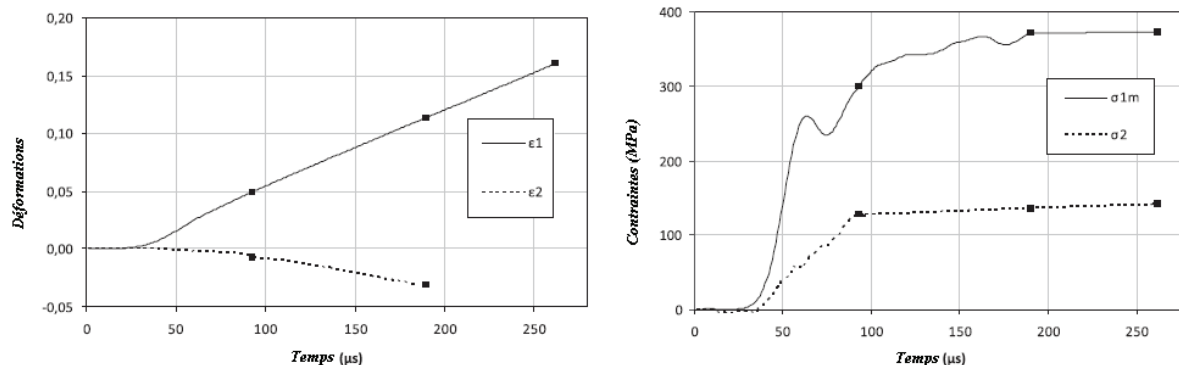 0,20
0,15
0,10
0,05
0,00
-0,05
Déformations
ε1
ε2
0 50 100 150 200 250
Temps (µs)
400
300
200
100
0
Contraintes (MPa)
σ1m
σ2
0 50 100 150 200 250
Temps (µs)